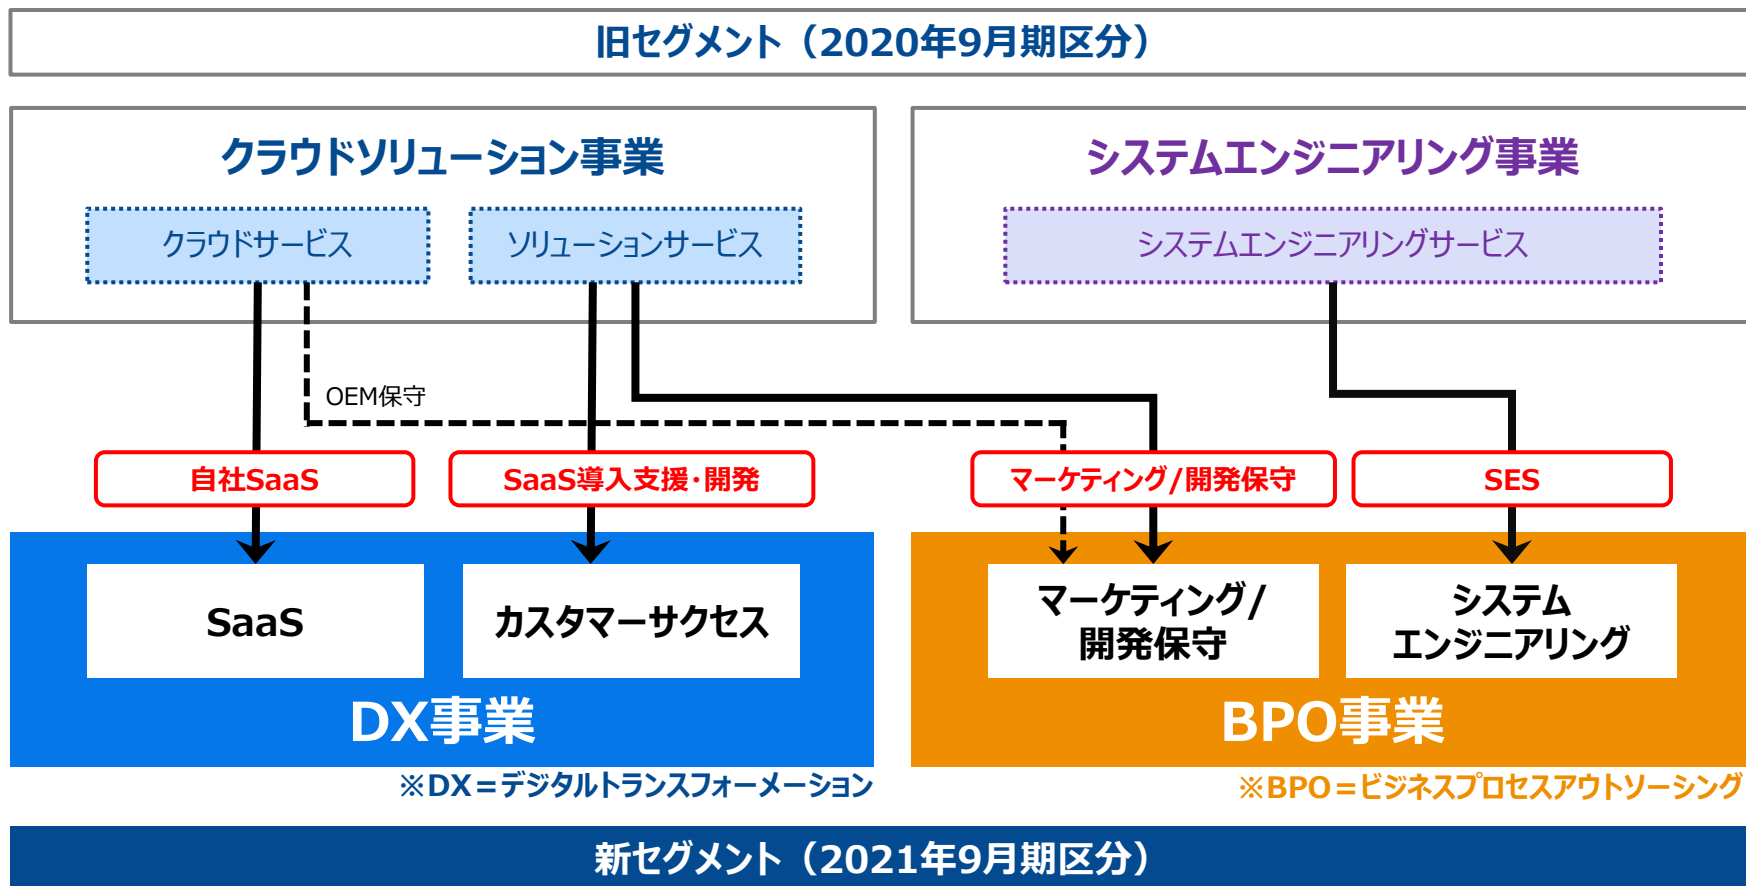 旧セグメント（2020年9月期区分）
クラウドソリューション事業
システムエンジニアリング事業
クラウドサービス
ソリューションサービス
システムエンジニアリングサービス
OEM保守
自社SaaS
SaaS導入支援・開発
マーケティング/開発保守
SES
SaaS
カスタマーサクセス
マーケティング/
開発保守
システム
エンジニアリング
DX事業
BPO事業
※DX＝デジタルトランスフォーメーション
※BPO＝ビジネスプロセスアウトソーシング
新セグメント（2021年9月期区分）